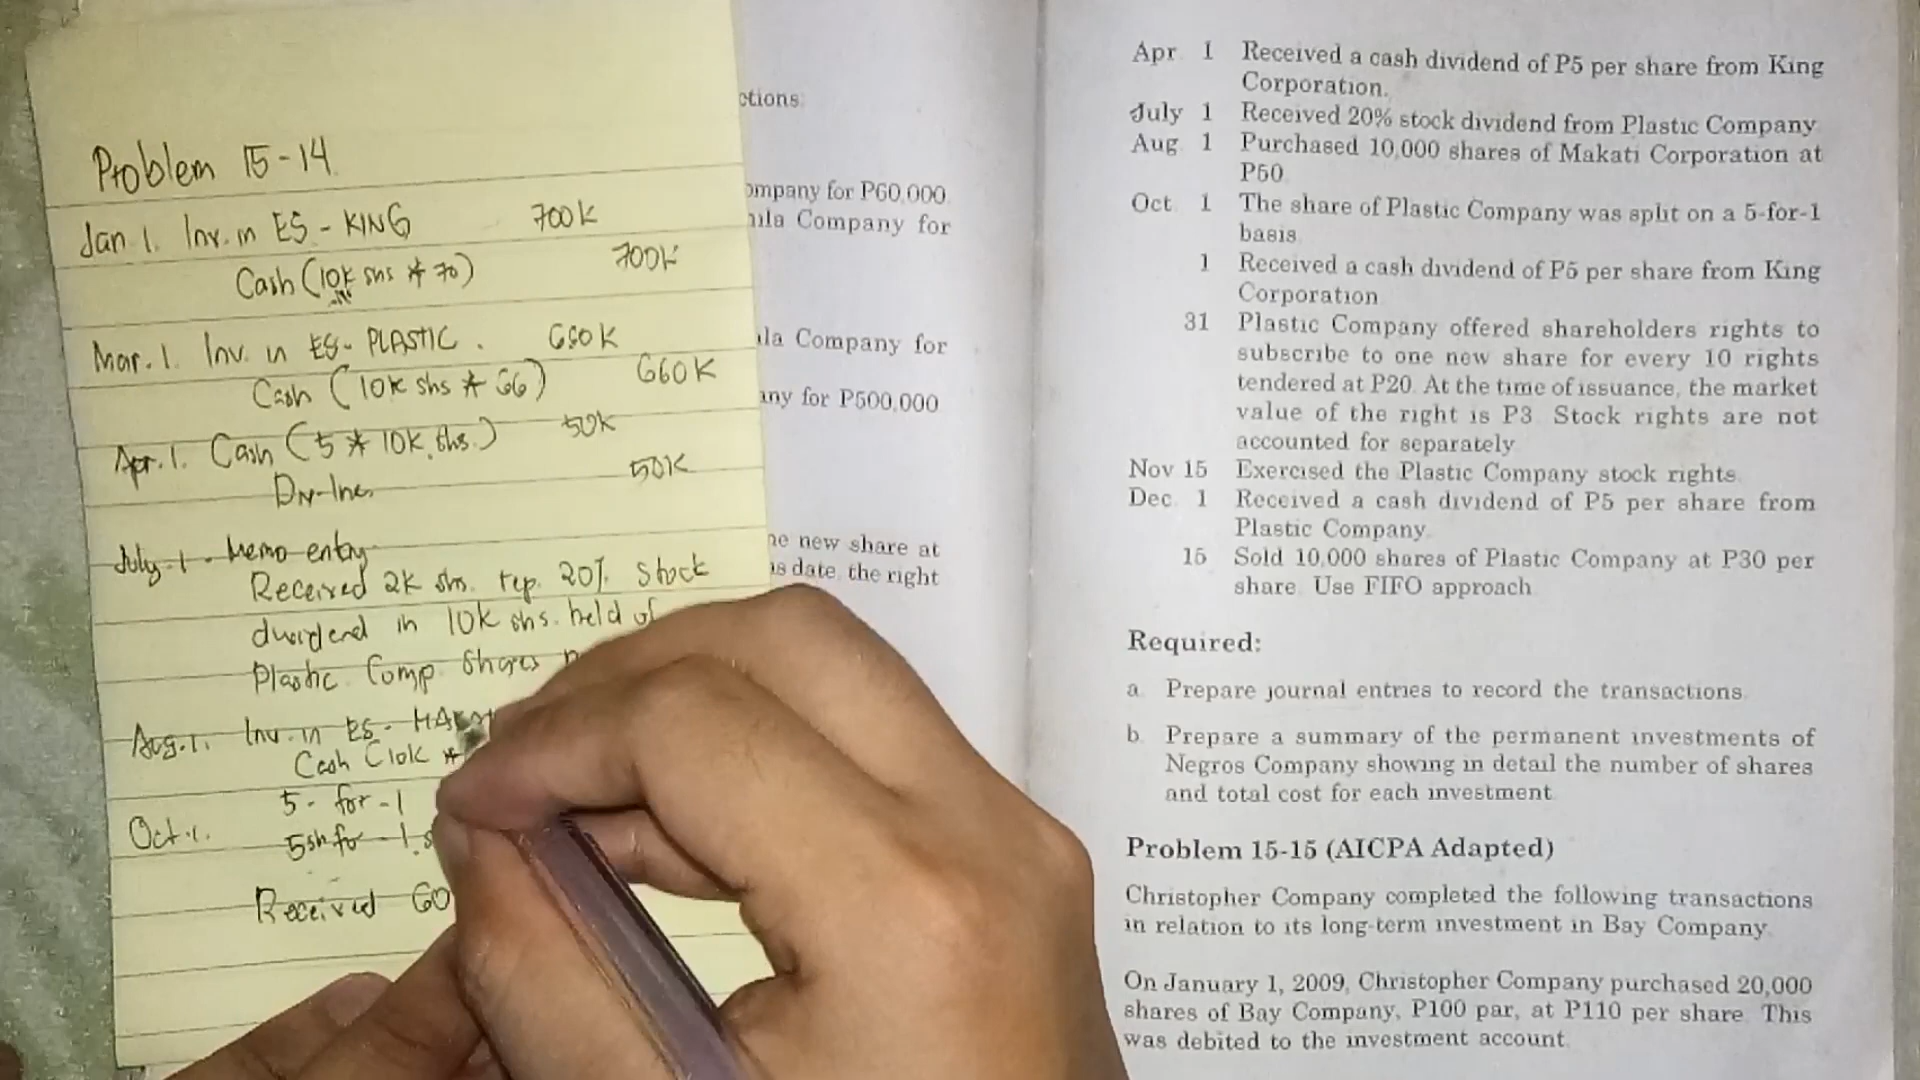 Problem 15-14
Jan 1. Inv. in ES - KING 700K
Cash (10K shs * 70) 700K
Mar. 1. Inv. in ES - PLASTIC . 660K
Cash (10K shs * 66) 660K
Apr. 1. Cash (5 * 10K shs.) 50K
Div-Inc. 50K
July 1 - Memo entry
Received 2K shs. rep. 20% stock
dividend in 10K shs. held of
Plastic Comp. Shares
Aug. 1. Inv. in ES -
Cash (10K *
5 - for - 1
Oct. 1.
5sh for - 1
Received 60
ctions.
ompany for P60,000
ila Company for
la Company for
any for P500,000
he new share at
is date, the right
Apr 1 Received a cash dividend of P5 per share from King
Corporation.
July 1 Received 20% stock dividend from Plastic Company
Aug 1 Purchased 10,000 shares of Makati Corporation at
P50
Oct. 1 The share of Plastic Company was split on a 5-for-1
basis
1 Received a cash dividend of P5 per share from King
Corporation
31 Plastic Company offered shareholders rights to
subscribe to one new share for every 10 rights
tendered at P20. At the time of issuance, the market
value of the right is P3. Stock rights are not
accounted for separately
Nov 15 Exercised the Plastic Company stock rights.
Dec. 1 Received a cash dividend of P5 per share from
Plastic Company.
15 Sold 10,000 shares of Plastic Company at P30 per
share. Use FIFO approach
Required:
a. Prepare journal entries to record the transactions.
b. Prepare a summary of the permanent investments of
Negros Company showing in detail the number of shares
and total cost for each investment
Problem 15-15 (AICPA Adapted)
Christopher Company completed the following transactions
in relation to its long-term investment in Bay Company.
On January 1, 2009, Christopher Company purchased 20,000
shares of Bay Company, P100 par, at P110 per share. This
was debited to the investment account.